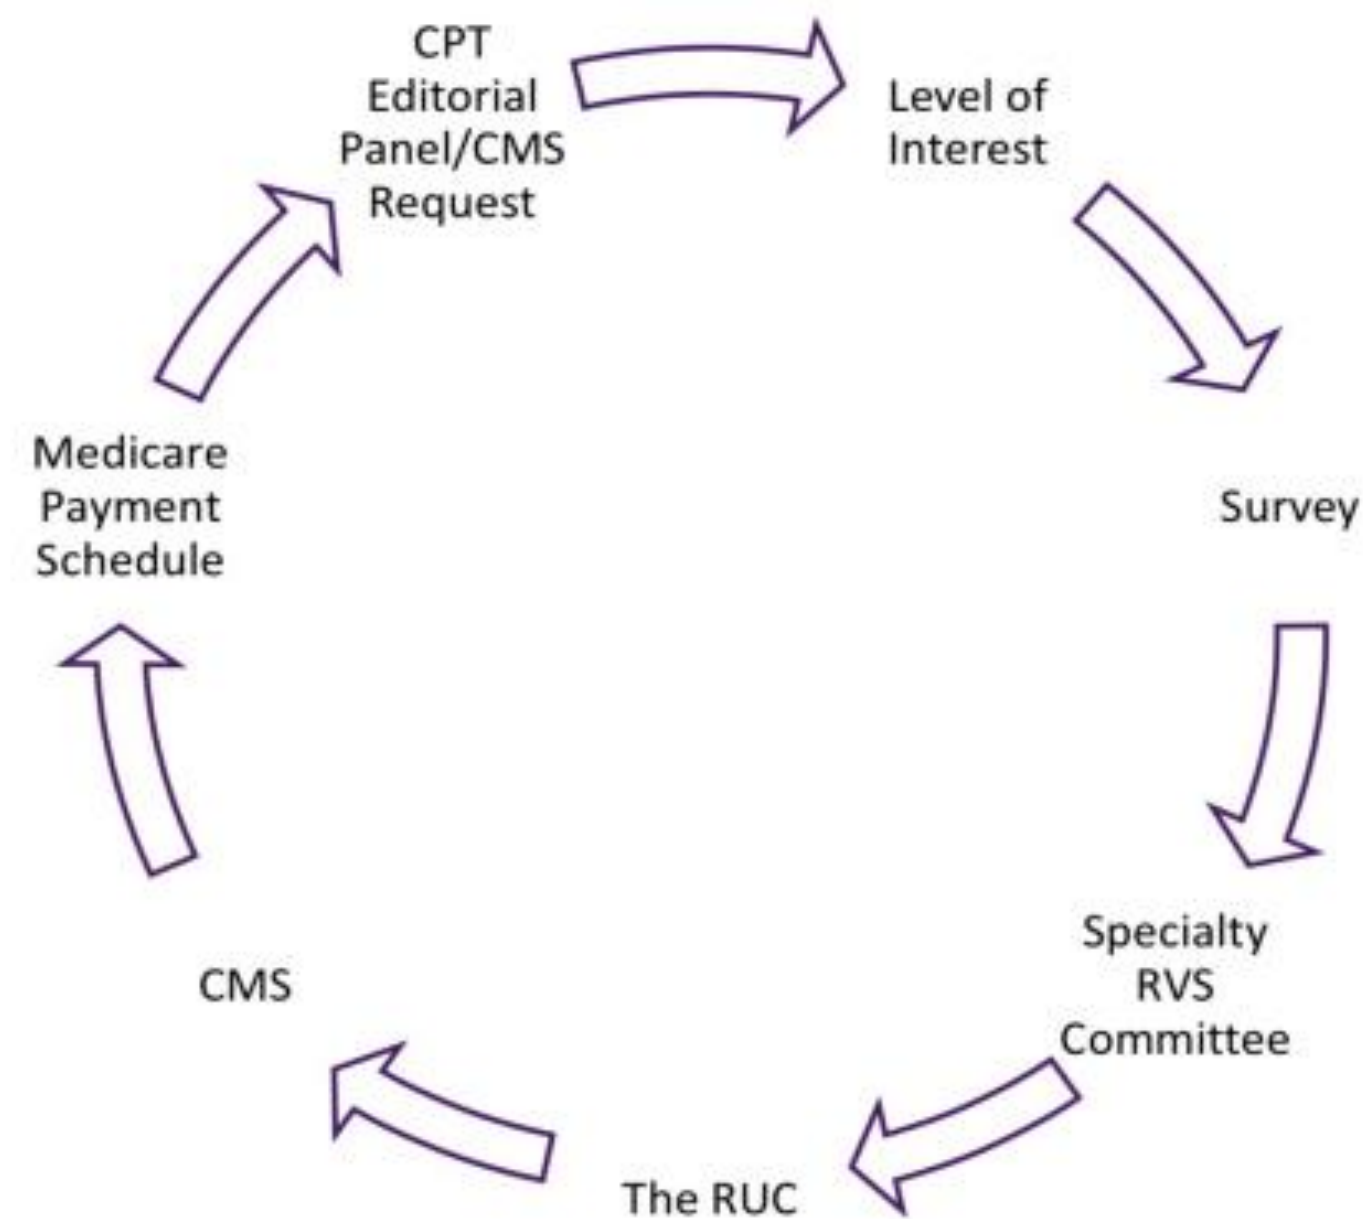 CPT
Editorial
Panel/CMS
Request
Level of
Interest
Survey
Specialty
RVS
Committee
The RUC
CMS
Medicare
Payment
Schedule